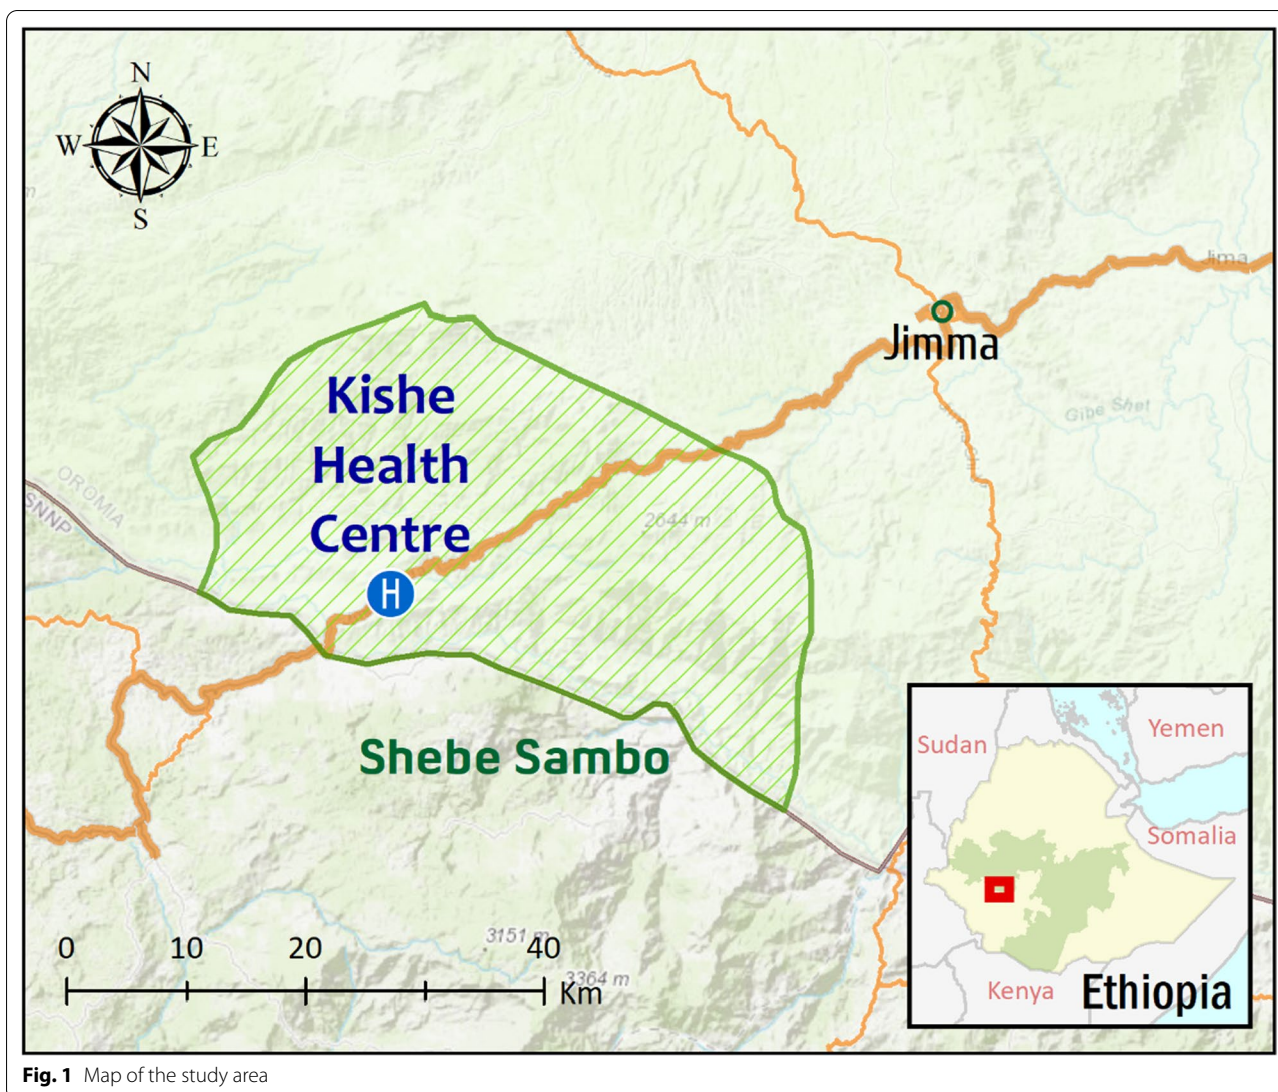 N
W E
S
Jima
Jimma
Gibe Shet
Kishe
Health
Centre
OROMIA
SNNP
2644 m
H
Shebe Sambo
Sudan
Yemen
Somalia
Kenya
Ethiopia
0 10 20 40
Km
3151 m
3364 m
Fig. 1 Map of the study area